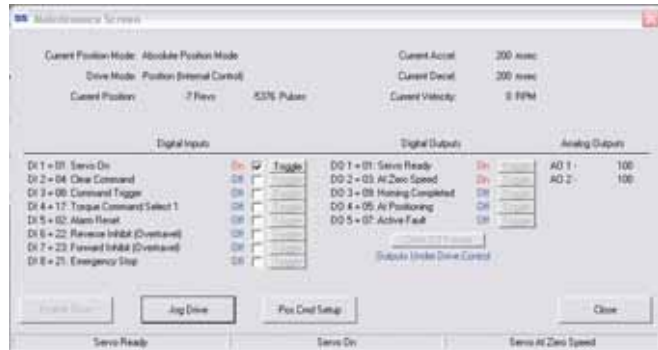 Maintenance Screen
Current Position Mode: Absolute Position Mode
Current Accel: 200 msec
Drive Mode: Position (Internal Control)
Current Decel: 200 msec
Current Position: -7 Revs -5376 Pulses
Current Velocity: 0 RPM
Digital Inputs
Digital Outputs
Analog Outputs
DI 1 = 01: Servo On On Toggle
DO 1 = 01: Servo Ready On
AO 1 - 100
DI 2 = 04: Clear Command Off
DO 2 = 03: At Zero Speed On
AO 2 - 100
DI 3 = 08: Command Trigger Off
DO 3 = 09: Homing Completed Off
DI 4 = 17: Torque Command Select 1 Off
DO 4 = 05: At Positioning Off
DI 5 = 02: Alarm Reset Off
DO 5 = 07: Active Fault Off
DI 6 = 22: Reverse Inhibit (Overtravel) Off
DI 7 = 23: Forward Inhibit (Overtravel) Off
Outputs Under Drive Control
DI 8 = 21: Emergency Stop Off
Jog Drive
Pos Cmd Setup
Close
Servo Ready
Servo On
Servo At Zero Speed